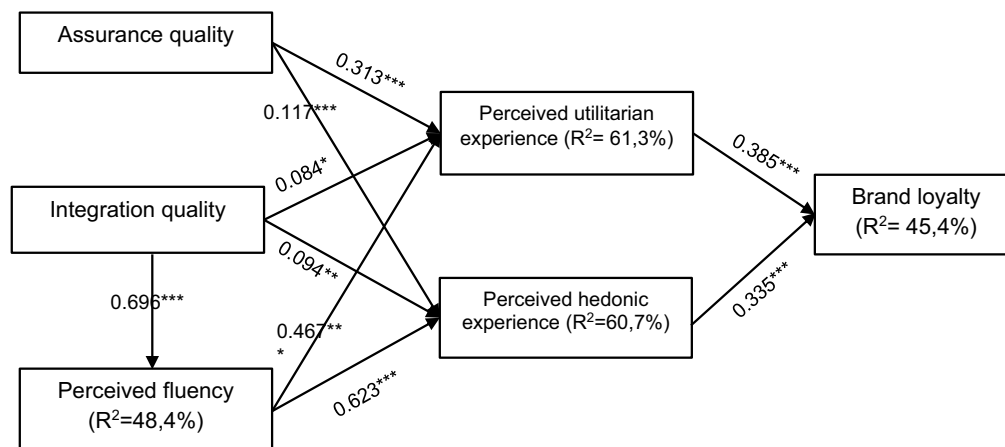 Assurance quality
0.313***
0.117***
Perceived utilitarian
experience (R²= 61,3%)
0.385***
0.084*
Integration quality
Brand loyalty
(R²= 45,4%)
0.094**
0.696***
Perceived hedonic
experience (R²=60,7%)
0.335***
0.467**
*
Perceived fluency
(R²=48,4%)
0.623***